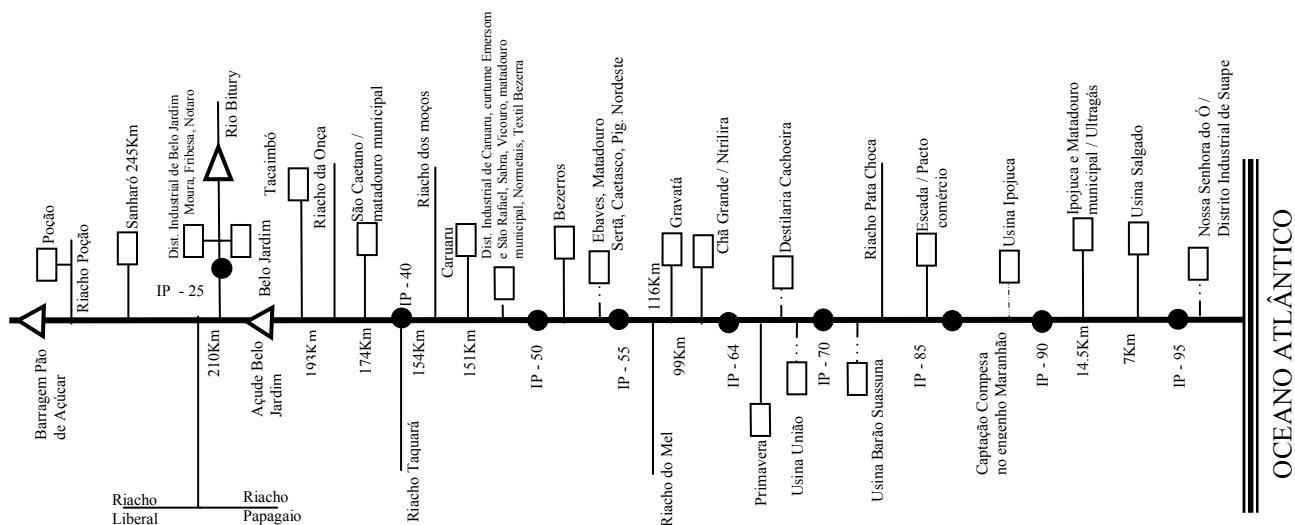 Barragem Pão
de Açúcar
Poção
Riacho Poção
Sanharó 245Km
Riacho
Liberal
Riacho
Papagaio
IP - 25
Dist. Industrial de Belo Jardim
Moura, Fribesa, Notaro
Rio Bitury
210Km
Belo Jardim
Açude Belo
Jardim
Tacaimbó
193Km
Riacho da Onça
São Caetano /
matadouro municipal
174Km
IP - 40
Riacho Taquará
Riacho dos moços
154Km
Caruaru
151Km
Dist. Industrial de Caruaru, curtume Emersom
e São Rafael, Sabra, Vicouro, matadouro
municipal, Nonmetais, Textil Bezerra
IP - 50
Bezerros
Ebaves, Matadouro
Sertã, Caetasco, Pig. Nordeste
IP - 55
116Km
Riacho do Mel
Gravatá
99Km
Chã Grande / Ntrilira
IP - 64
Primavera
Destilaria Cachoeira
Usina União
IP - 70
Usina Barão Suassuna
Riacho Pata Choca
Escada / Pacto
comércio
IP - 85
Usina Ipojuca
Captação Compesa
no engenho Maranhão
IP - 90
Ipojuca e Matadouro
municipal / Ultragás
14.5Km
Usina Salgado
7Km
IP - 95
Nossa Senhora do Ó /
Distrito Industrial de Suape
OCEANO ATLÂNTICO